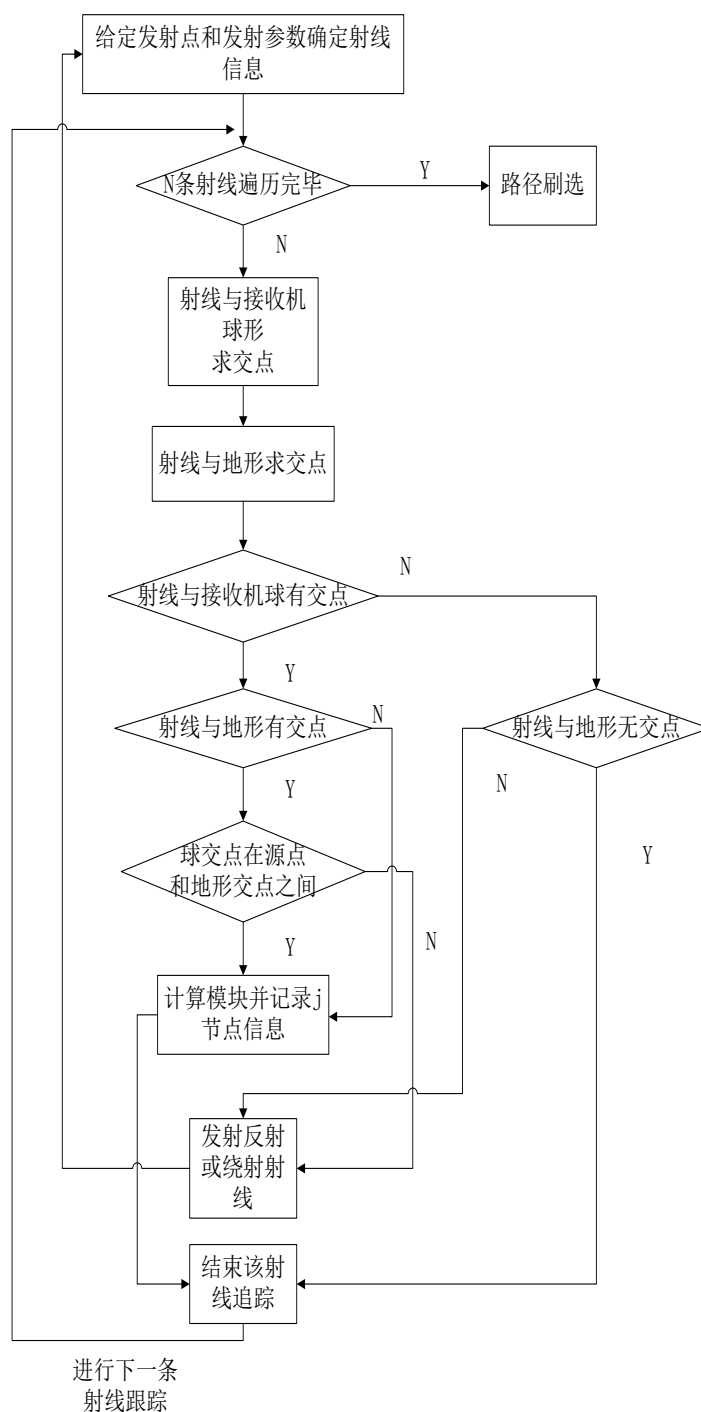 给定发射点和发射参数确定射线
信息
N条射线遍历完毕
Y
路径刷选
N
射线与接收机
球形
求交点
射线与地形求交点
射线与接收机球有交点
N
Y
射线与地形有交点
N
射线与地形无交点
Y
N
球交点在源点
和地形交点之间
Y
Y
N
计算模块并记录j
节点信息
发射反射
或绕射射
线
结束该射
线追踪
进行下一条
射线跟踪